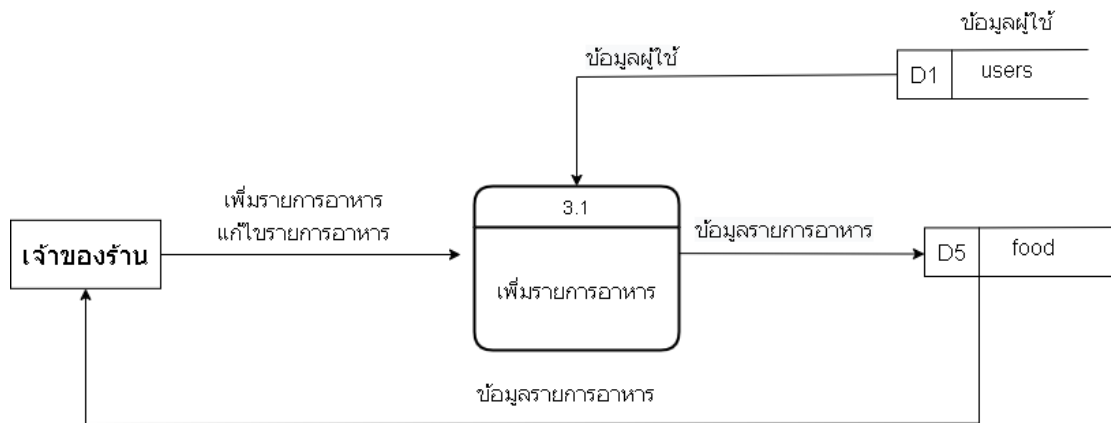 ข้อมูลผู้ใช้
ข้อมูลผู้ใช้
D1 users
เพิ่มรายการอาหาร
แก้ไขรายการอาหาร
3.1
เจ้าของร้าน
ข้อมูลรายการอาหาร
D5 food
เพิ่มรายการอาหาร
ข้อมูลรายการอาหาร